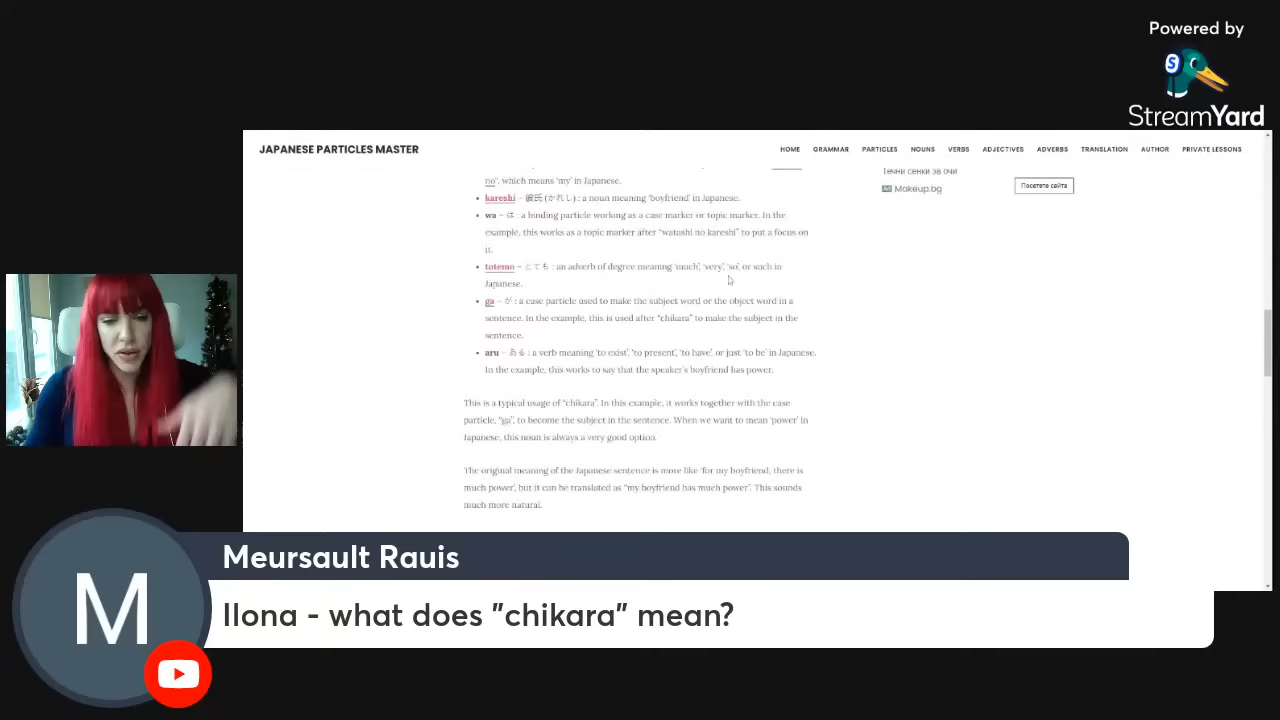 Powered by
StreamYard
JAPANESE PARTICLES MASTER
HOME GRAMMAR PARTICLES NOUNS VERBS ADJECTIVES ADVERBS TRANSLATION AUTHOR PRIVATE LESSONS
no", which means 'my' in Japanese.
kareshi – 彼氏 (かれし) : a noun meaning 'boyfriend' in Japanese.
wa – は : a binding particle working as a case marker or topic marker. In the
example, this works as a topic marker after "watashi no kareshi" to put a focus on
it.
totemo – とても : an adverb of degree meaning 'much', 'very', 'so', or such in
Japanese.
ga – が : a case particle used to make the subject word or the object word in a
sentence. In the example, this is used after "chikara" to make the subject in the
sentence.
aru – ある : a verb meaning 'to exist', 'to present', 'to have', or just 'to be' in Japanese.
In the example, this works to say that the speaker's boyfriend has power.
This is a typical usage of "chikara". In this example, it works together with the case
particle, "ga", to become the subject in the sentence. When we want to mean 'power' in
Japanese, this noun is always a very good option.
The original meaning of the Japanese sentence is more like 'for my boyfriend, there is
much power', but it can be translated as "my boyfriend has much power". This sounds
much more natural.
Течни сенки за очи
Ad Makeup.bg
Посетете сайта
M
Meursault Rauis
Ilona - what does "chikara" mean?